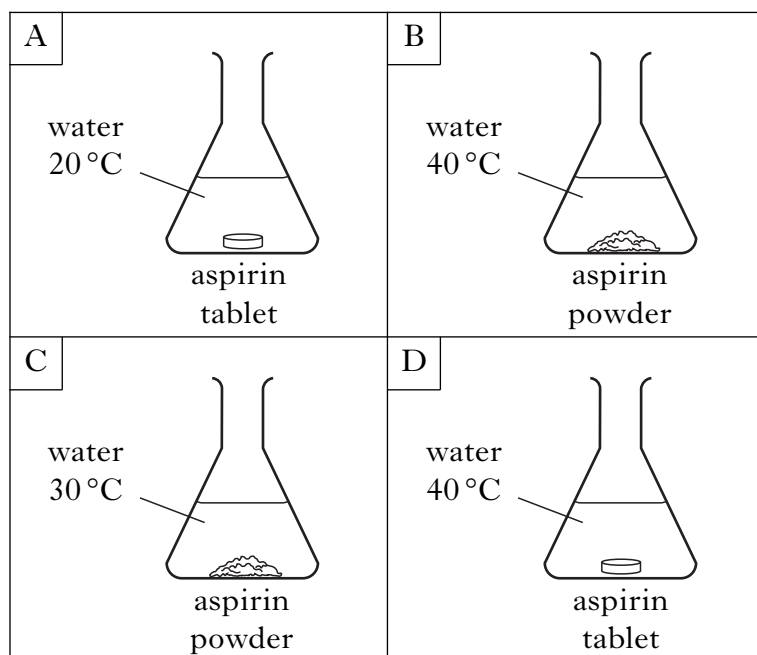 A
water
20 °C
aspirin
tablet
B
water
40 °C
aspirin
powder
C
water
30 °C
aspirin
powder
D
water
40 °C
aspirin
tablet